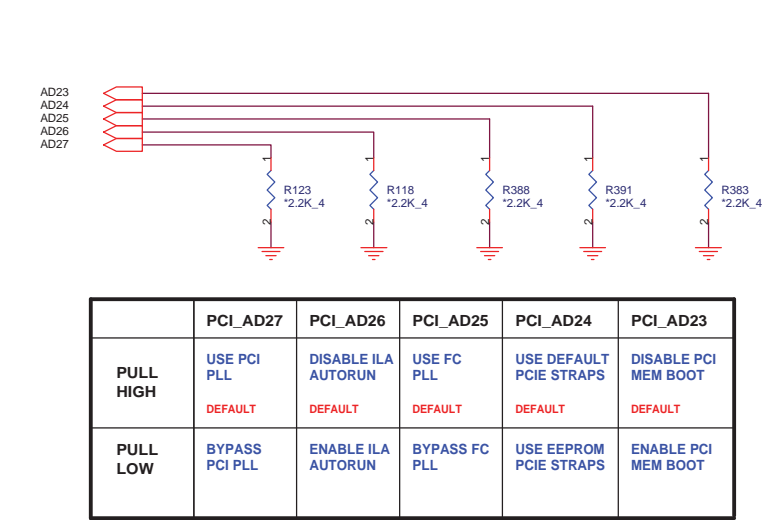 AD23
AD24
AD25
AD26
AD27
1
1
1
1
1
R123
*2.2K_4
R118
*2.2K_4
R388
*2.2K_4
R391
*2.2K_4
R383
*2.2K_4
2
2
2
2
2
PCI_AD27 PCI_AD26 PCI_AD25 PCI_AD24 PCI_AD23
PULL
HIGH
USE PCI
PLL
DEFAULT
DISABLE ILA
AUTORUN
DEFAULT
USE FC
PLL
DEFAULT
USE DEFAULT
PCIE STRAPS
DEFAULT
DISABLE PCI
MEM BOOT
DEFAULT
PULL
LOW
BYPASS
PCI PLL
ENABLE ILA
AUTORUN
BYPASS FC
PLL
USE EEPROM
PCIE STRAPS
ENABLE PCI
MEM BOOT